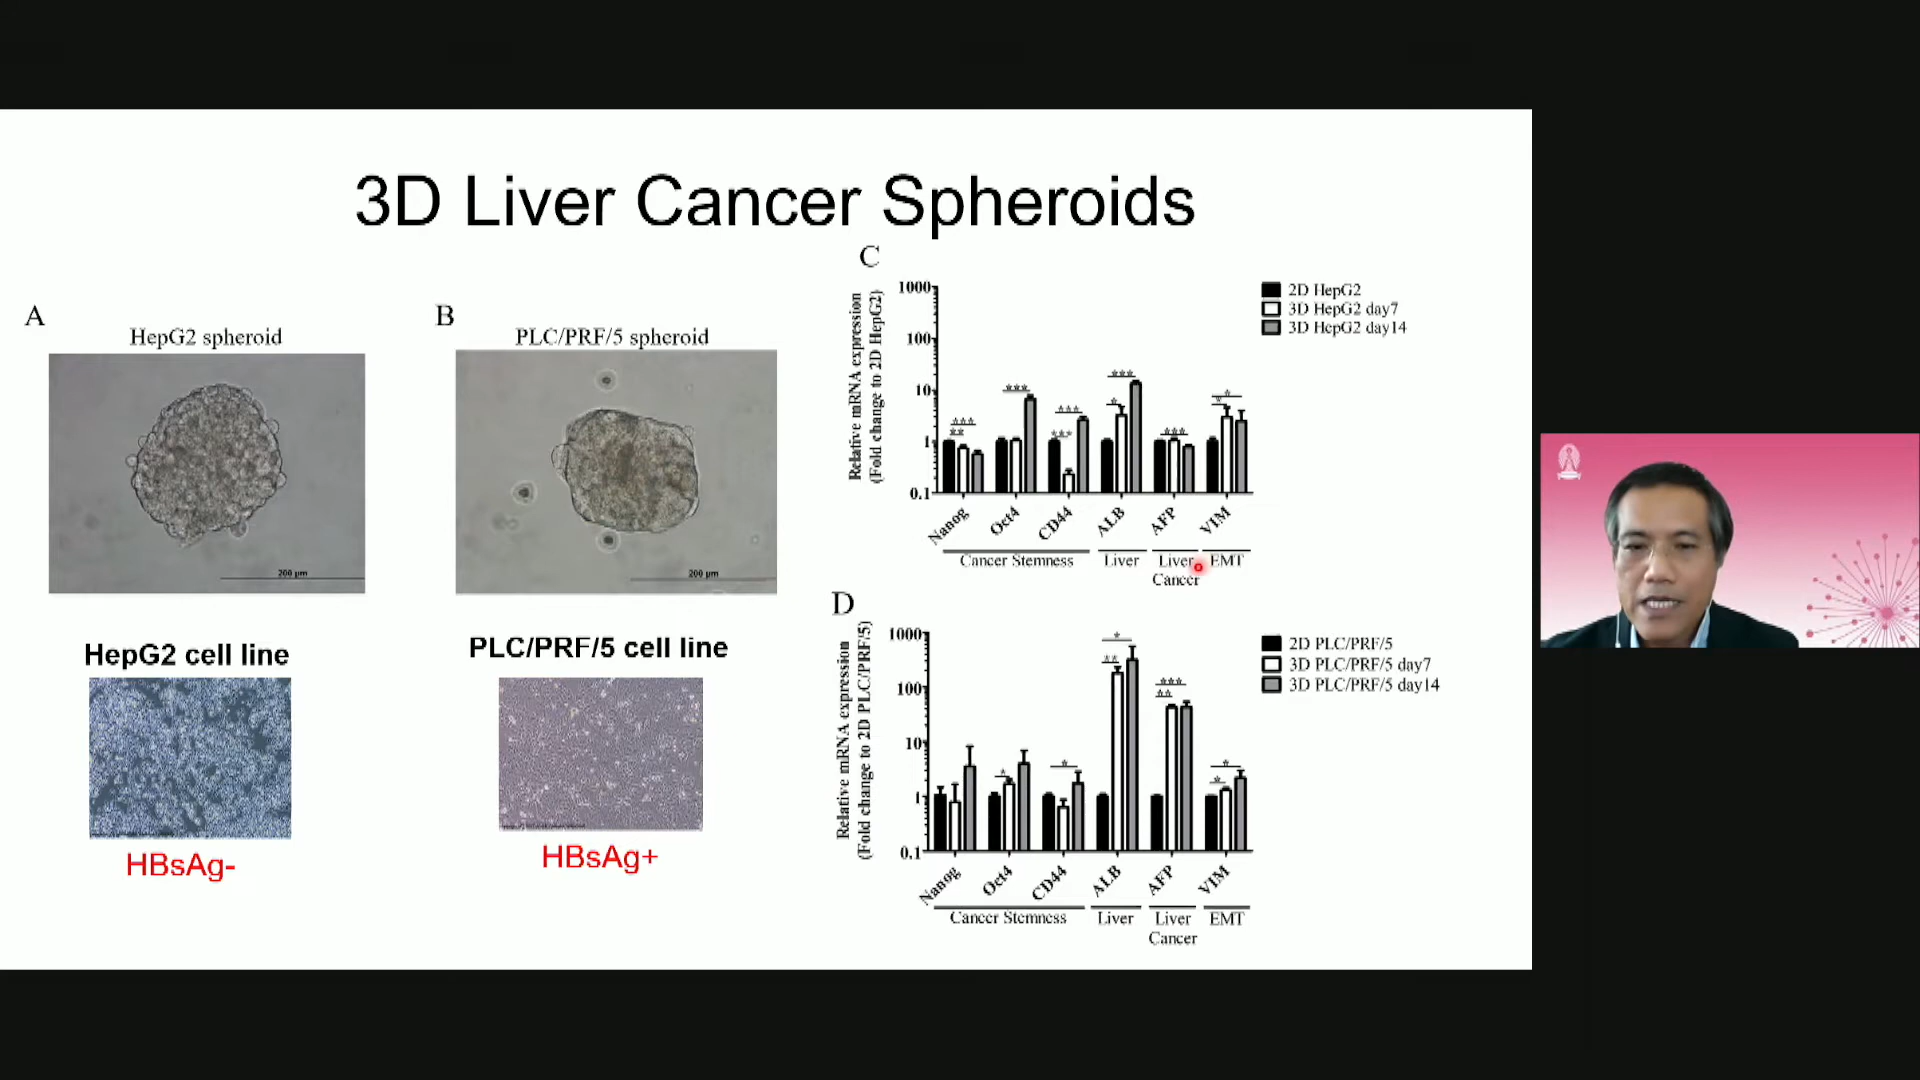 3D Liver Cancer Spheroids
A
HepG2 spheroid
200 µm
B
PLC/PRF/5 spheroid
200 µm
HepG2 cell line
HBsAg-
PLC/PRF/5 cell line
HBsAg+
C
Relative mRNA expression
(Fold change to 2D HepG2)
1000
100
10
1
0.1
*** 
**
***
***
***
***
*
***
*
*
Nanog
Oct4
CD44
ALB
AFP
VIM
Cancer Stemness
Liver
Liver
Cancer
EMT
2D HepG2
3D HepG2 day7
3D HepG2 day14
D
Relative mRNA expression
(Fold change to 2D PLC/PRF/5)
1000
100
10
1
0.1
*
*
*
**
***
**
*
*
Nanog
Oct4
CD44
ALB
AFP
VIM
Cancer Stemness
Liver
Liver
Cancer
EMT
2D PLC/PRF/5
3D PLC/PRF/5 day7
3D PLC/PRF/5 day14